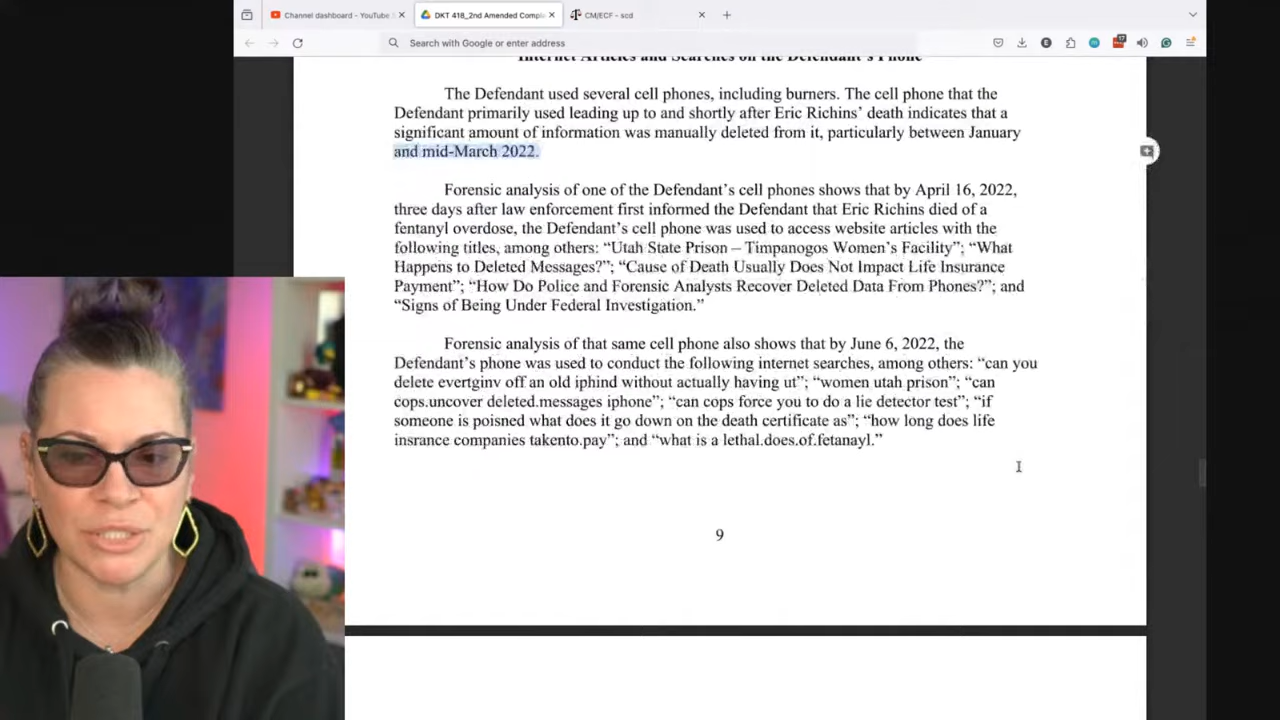 Channel dashboard - YouTube
DKT 418_2nd Amended Compl
CM/ECF - scd
Search with Google or enter address
Internet Articles and Searches on the Defendant's Phone
The Defendant used several cell phones, including burners. The cell phone that the
Defendant primarily used leading up to and shortly after Eric Richins' death indicates that a
significant amount of information was manually deleted from it, particularly between January
and mid-March 2022.
Forensic analysis of one of the Defendant's cell phones shows that by April 16, 2022,
three days after law enforcement first informed the Defendant that Eric Richins died of a
fentanyl overdose, the Defendant's cell phone was used to access website articles with the
following titles, among others: “Utah State Prison – Timpanogos Women's Facility”; “What
Happens to Deleted Messages?”; “Cause of Death Usually Does Not Impact Life Insurance
Payment”; “How Do Police and Forensic Analysts Recover Deleted Data From Phones?”; and
“Signs of Being Under Federal Investigation.”
Forensic analysis of that same cell phone also shows that by June 6, 2022, the
Defendant's phone was used to conduct the following internet searches, among others: “can you
delete evertginv off an old iphind without actually having ut”; “women utah prison”; “can
cops.uncover deleted.messages iphone”; “can cops force you to do a lie detector test”; “if
someone is poisned what does it go down on the death certificate as”; “how long does life
insrance companies takento.pay”; and “what is a lethal.does.of.fetanayl.”
9